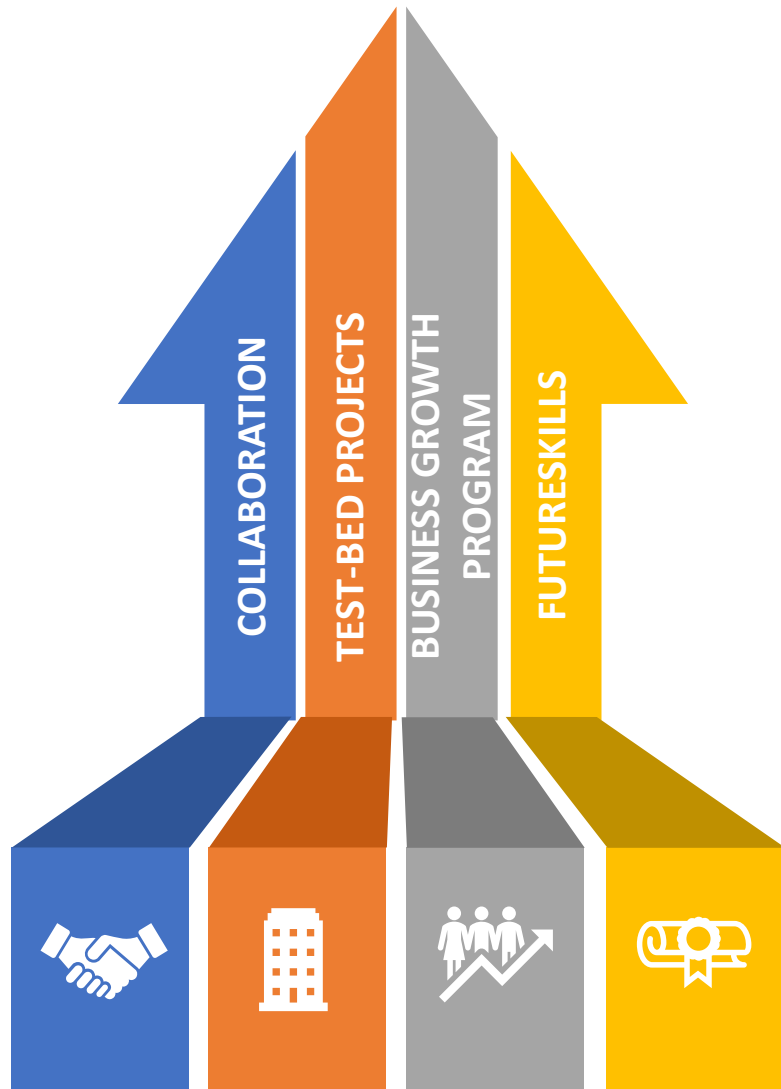 COLLABORATION
TEST-BED PROJECTS
BUSINESS GROWTH
PROGRAM
FUTURESKILLS